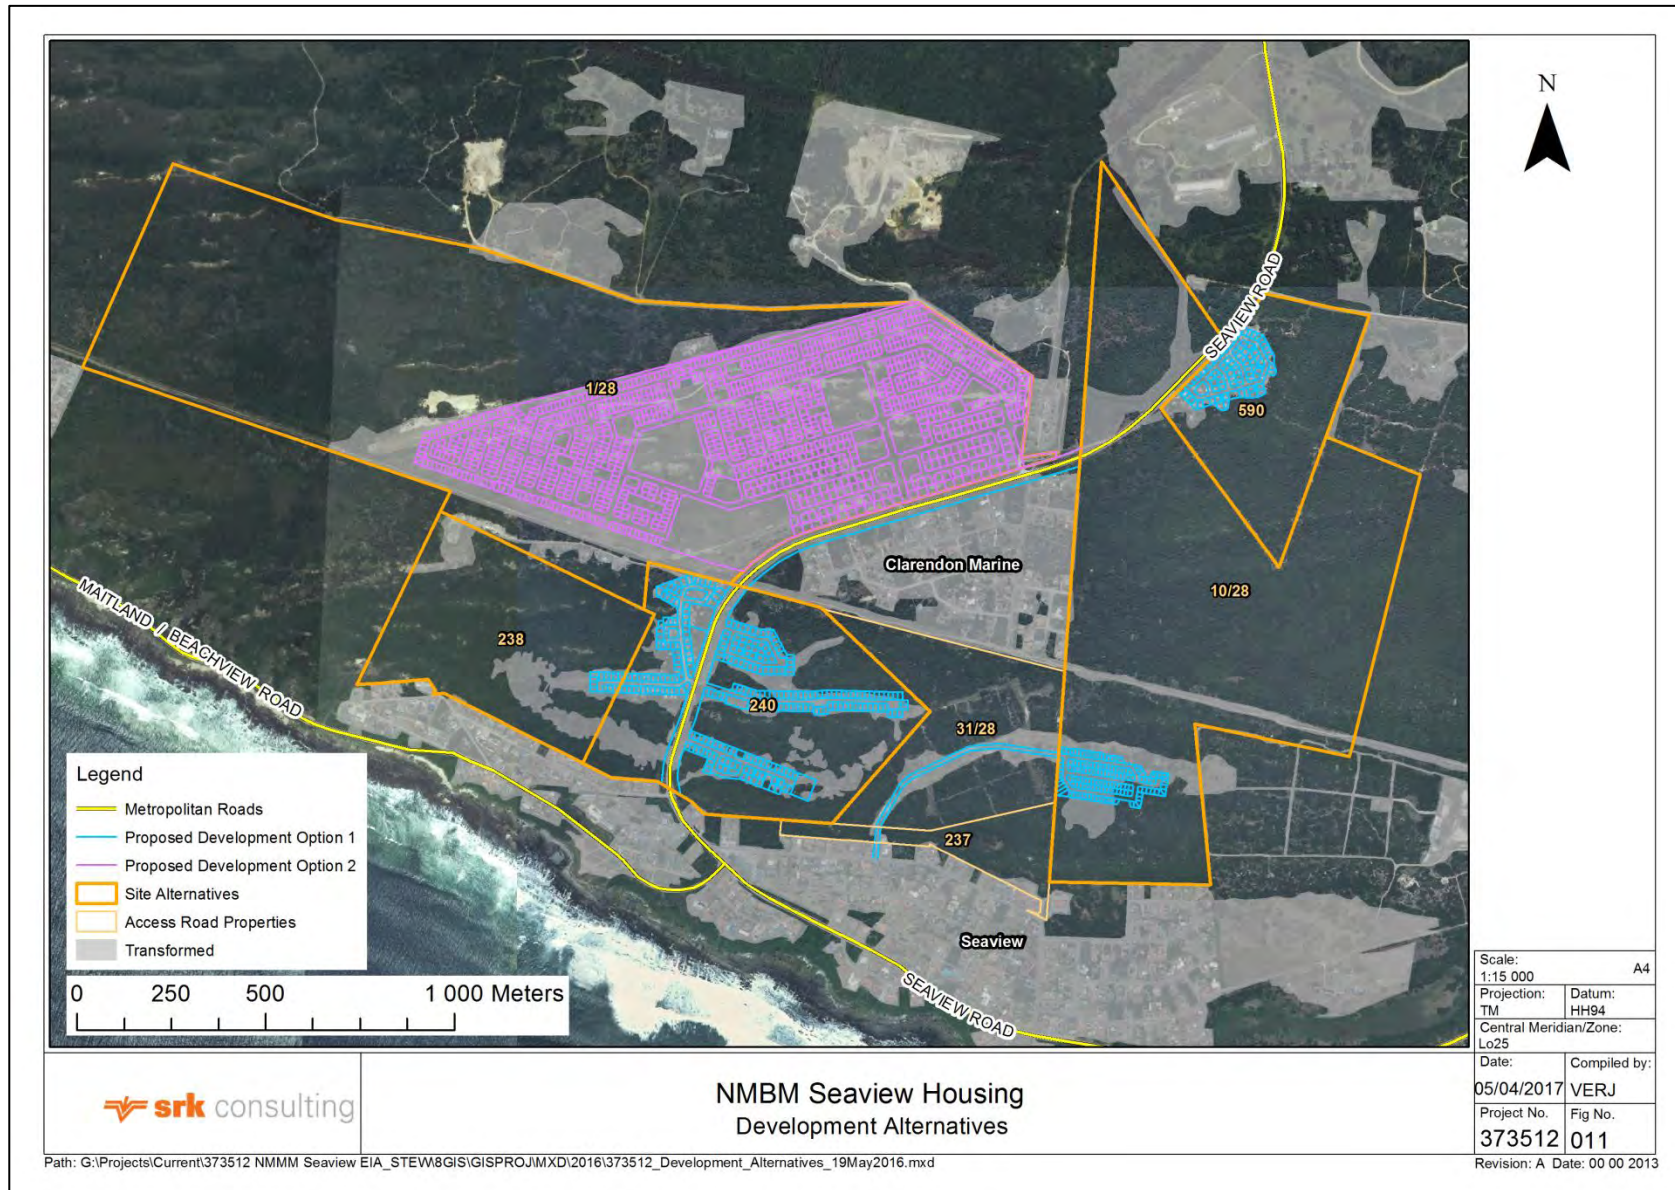 N
SEAVIEW ROAD
1/28
590
Clarendon Marine
10/28
MAITLAND / BEACHVIEW ROAD
238
240
31/28
237
Seaview
SEAVIEW ROAD
Legend
Metropolitan Roads
Proposed Development Option 1
Proposed Development Option 2
Site Alternatives
Access Road Properties
Transformed
0 250 500 1 000 Meters
Scale:
1:15 000 A4
Projection: Datum:
TM HH94
Central Meridian/Zone:
Lo25
Date: Compiled by:
05/04/2017 VERJ
Project No. Fig No.
373512 011
srk consulting
NMBM Seaview Housing
Development Alternatives
Path: G:\Projects\Current\373512 NMMM Seaview EIA_STEW\8GIS\GISPROJ\MXD\2016\373512_Development_Alternatives_19May2016.mxd
Revision: A Date: 00 00 2013